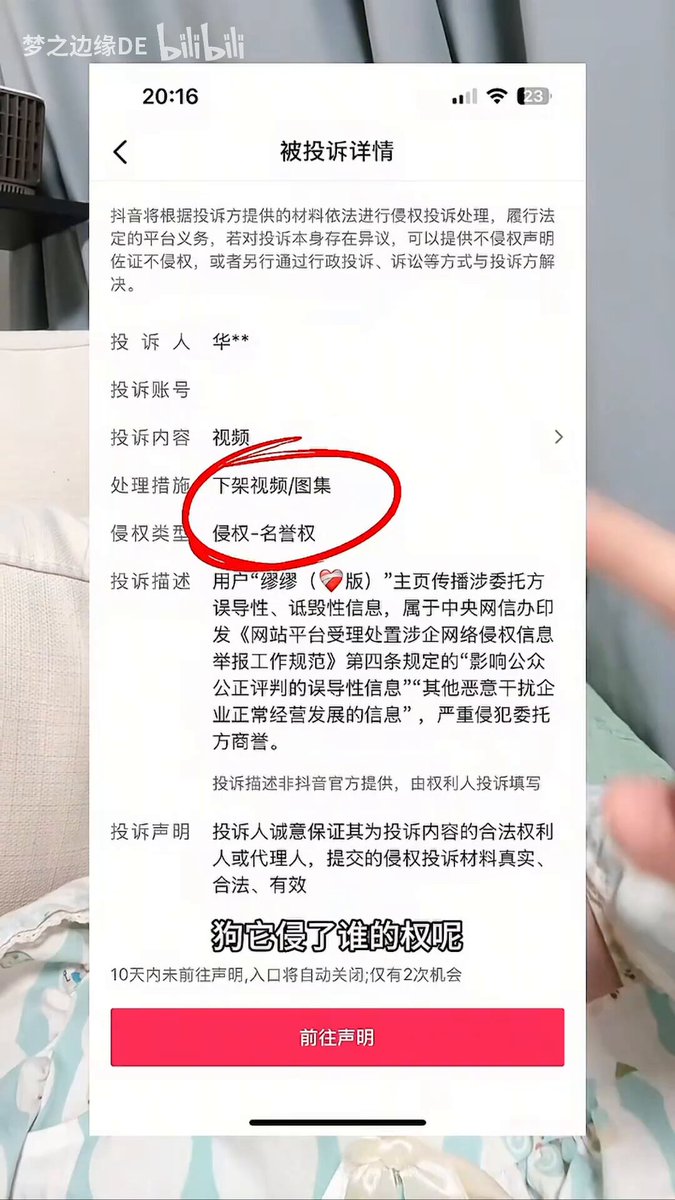 梦之边缘DE bilibili
20:16 23
被投诉详情
抖音将根据投诉方提供的材料依法进行侵权投诉处理，履行法
定的平台义务，若对投诉本身存在异议，可以提供不侵权声明
佐证不侵权，或者另行通过行政投诉、诉讼等方式与投诉方解
决。
投诉人 华**
投诉账号
投诉内容 视频
处理措施 下架视频/图集
侵权类型 侵权-名誉权
投诉描述 用户“缪缪（❤️‍🩹版）”主页传播涉委托方
误导性、诋毁性信息，属于中央网信办印
发《网站平台受理处置涉企网络侵权信息
举报工作规范》第四条规定的“影响公众
公正评判的误导性信息”“其他恶意干扰企
业正常经营发展的信息”，严重侵犯委托
方商誉。
投诉描述非抖音官方提供，由权利人投诉填写
投诉声明 投诉人诚意保证其为投诉内容的合法权利
人或代理人，提交的侵权投诉材料真实、
合法、有效
狗它侵了谁的权呢
10天内未前往声明,入口将自动关闭;仅有2次机会
前往声明